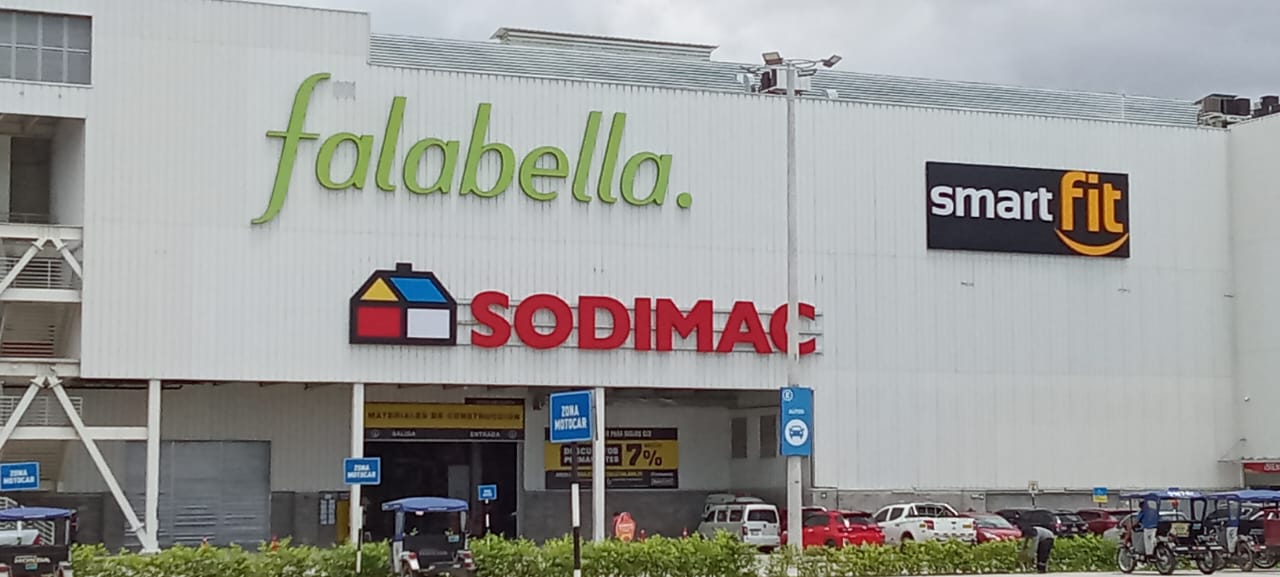 falabella.
SODIMAC
smart fit
MATERIALES DE CONSTRUCCIÓN
SALIDA
ENTRADA
ZONA
MOTOCAR
AUTOS
7%
ZONA
MOTOCAR
ZONA
MOTOCAR